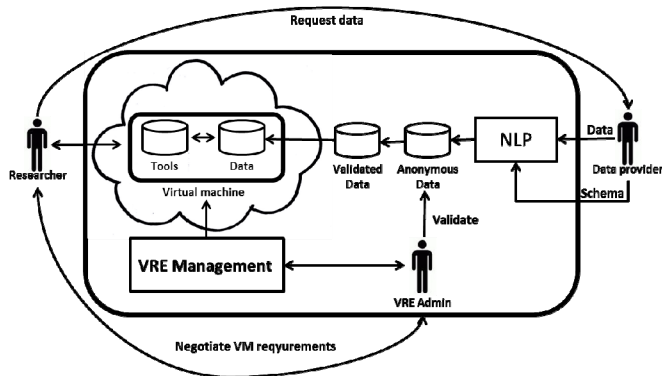 Request data
Researcher
Tools
Data
Virtual machine
Validated
Data
Anonymous
Data
NLP
Data
Data provider
Schema
Validate
VRE Management
VRE Admin
Negotiate VM reqyurements